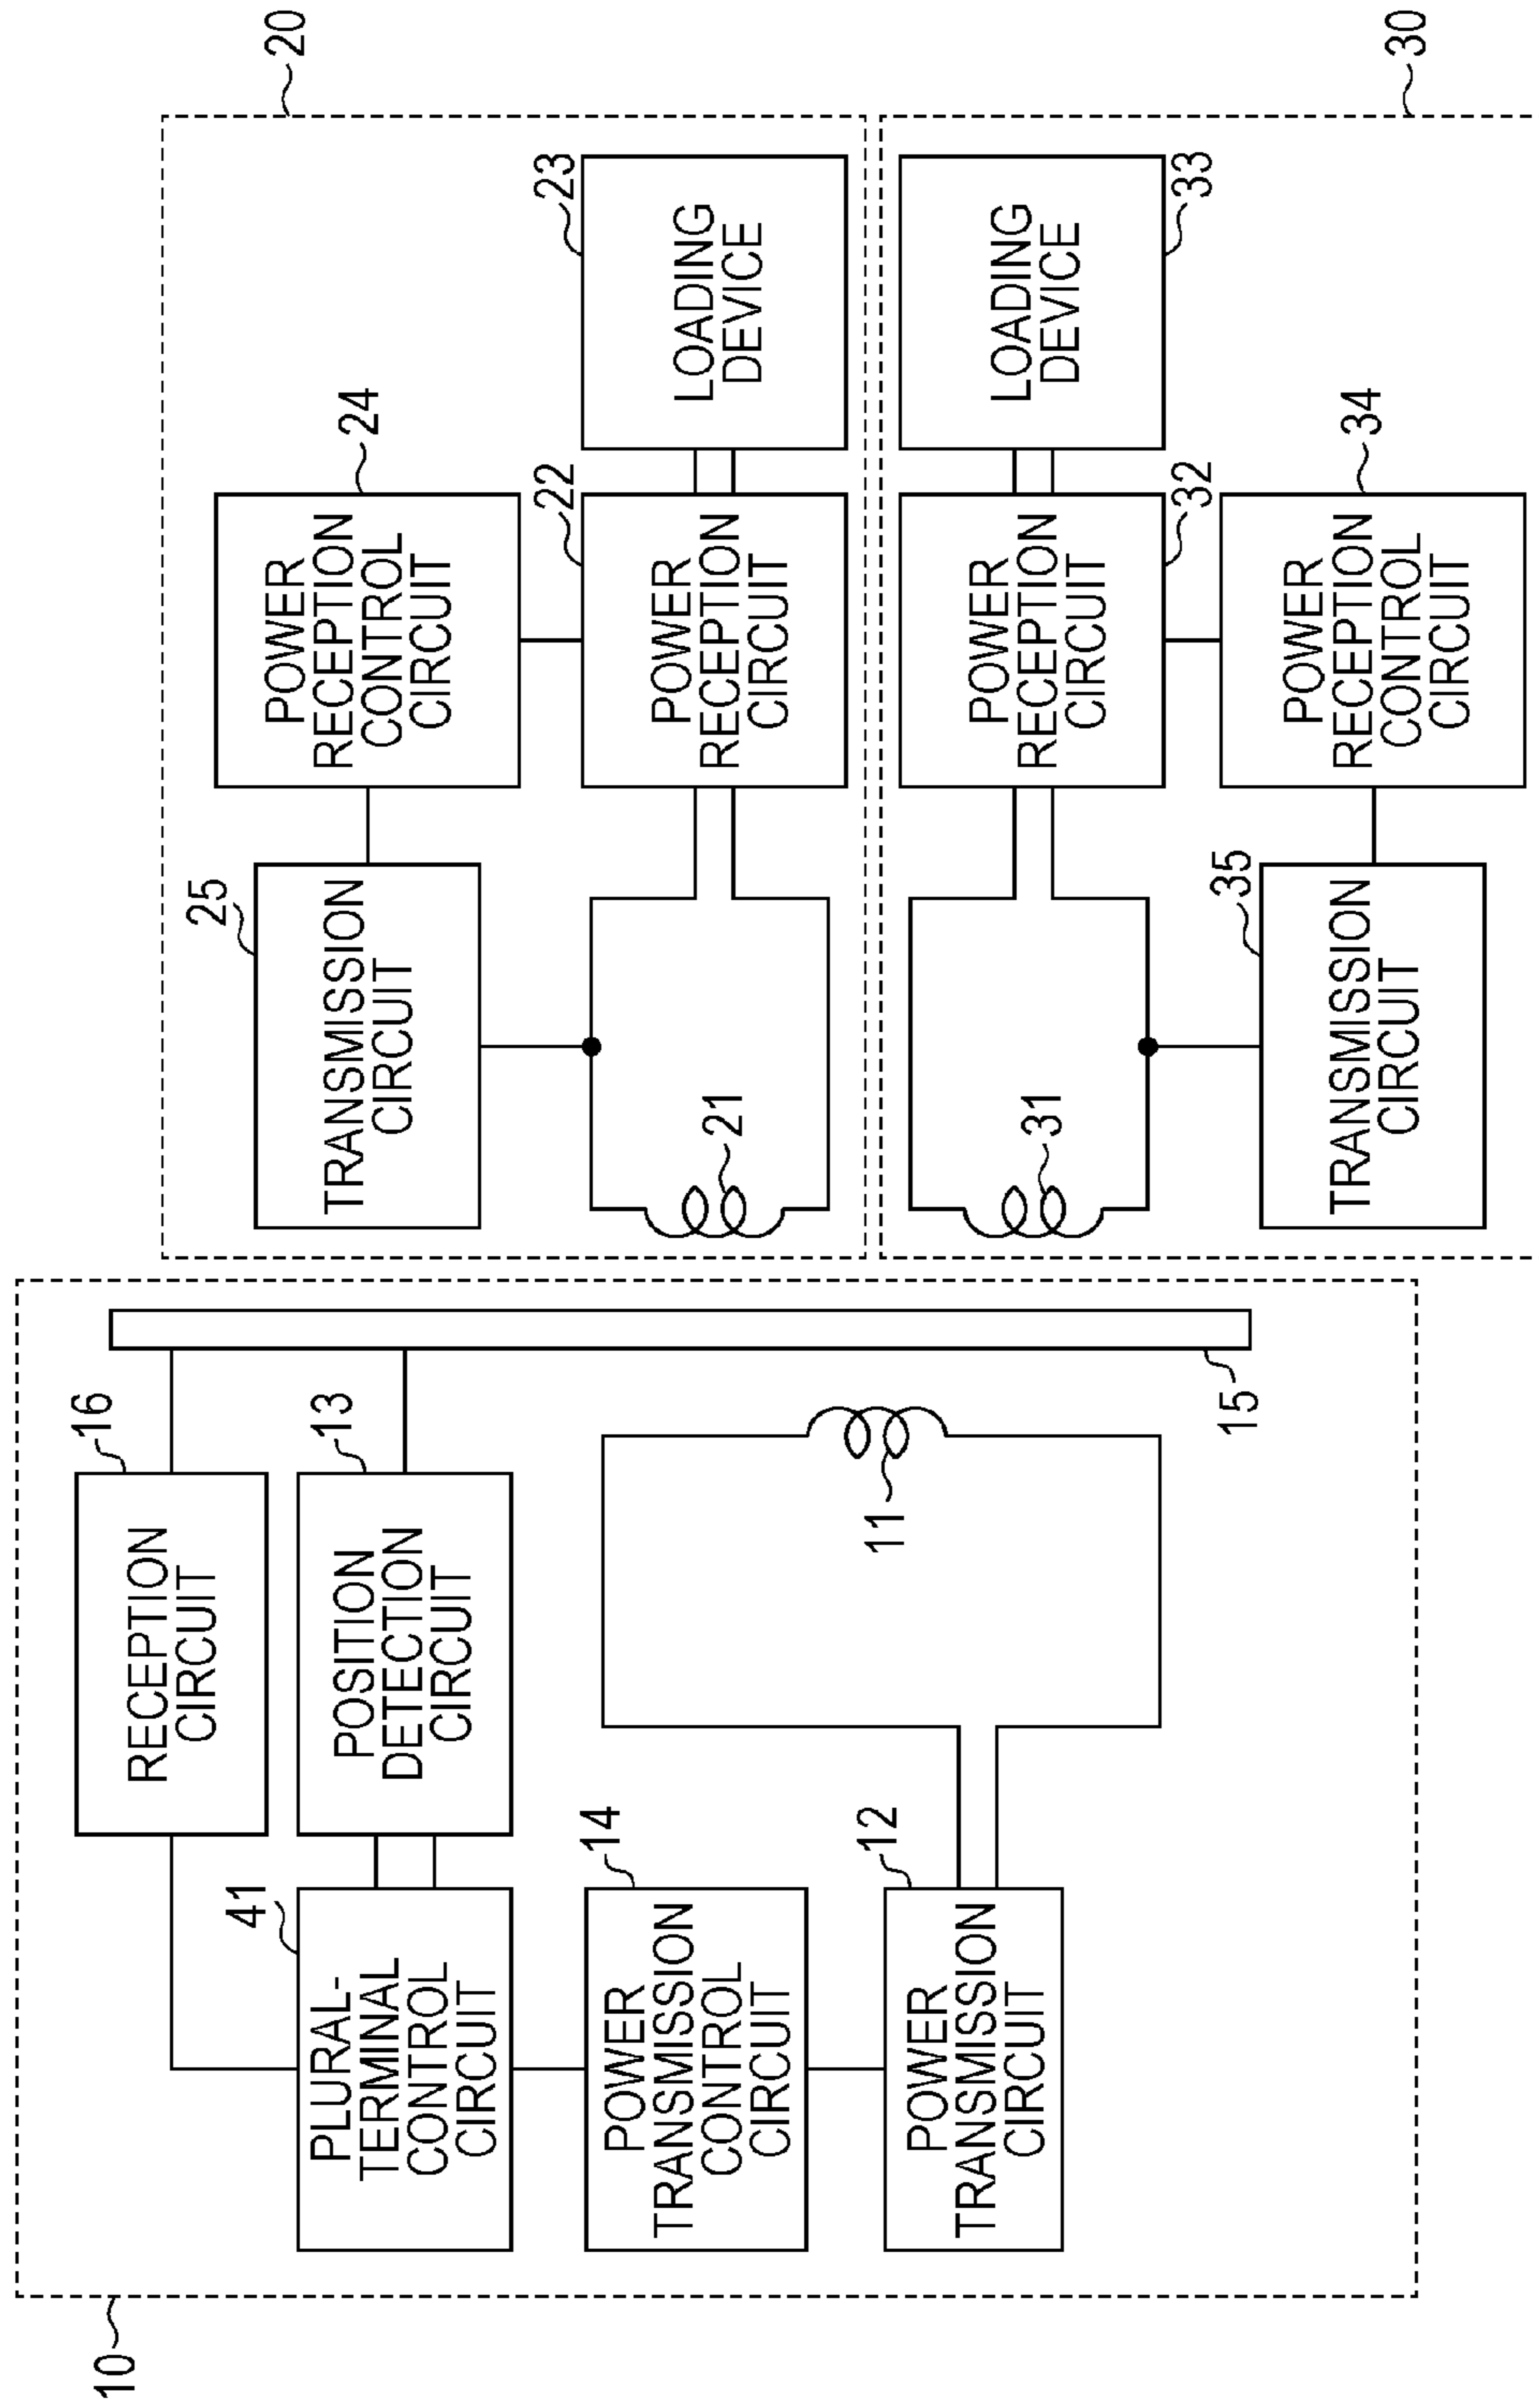 10
16
RECEPTION
CIRCUIT
41
PLURAL-
TERMINAL
CONTROL
CIRCUIT
13
POSITION
DETECTION
CIRCUIT
14
POWER
TRANSMISSION
CONTROL
CIRCUIT
12
POWER
TRANSMISSION
CIRCUIT
11
15
20
25
TRANSMISSION
CIRCUIT
24
POWER
RECEPTION
CONTROL
CIRCUIT
21
22
POWER
RECEPTION
CIRCUIT
23
LOADING
DEVICE
30
31
32
POWER
RECEPTION
CIRCUIT
33
LOADING
DEVICE
35
TRANSMISSION
CIRCUIT
34
POWER
RECEPTION
CONTROL
CIRCUIT